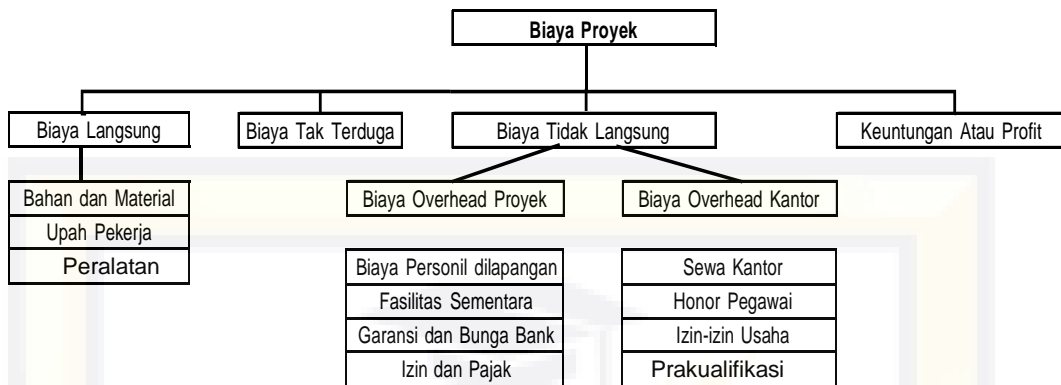 Biaya Proyek
Biaya Langsung
Biaya Tak Terduga
Biaya Tidak Langsung
Keuntungan Atau Profit
Bahan dan Material
Upah Pekerja
Peralatan
Biaya Overhead Proyek
Biaya Overhead Kantor
Biaya Personil dilapangan
Fasilitas Sementara
Garansi dan Bunga Bank
Izin dan Pajak
Sewa Kantor
Honor Pegawai
Izin-izin Usaha
Prakualifikasi